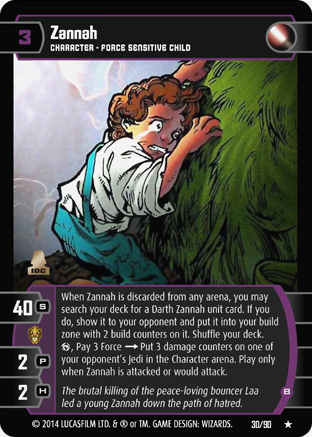 3
Zannah
CHARACTER - FORCE SENSITIVE CHILD
IDC
40 S
2 P
2 H
When Zannah is discarded from any arena, you may
search your deck for a Darth Zannah unit card. If you
do, show it to your opponent and put it into your build
zone with 2 build counters on it. Shuffle your deck.
, Pay 3 Force → Put 3 damage counters on one of
your opponent's Jedi in the Character arena. Play only
when Zannah is attacked or would attack.
The brutal killing of the peace-loving bouncer Laa
led a young Zannah down the path of hatred.
B
© 2014 LUCASFILM LTD. & ® or TM. GAME DESIGN: WIZARDS. 30/90 ★